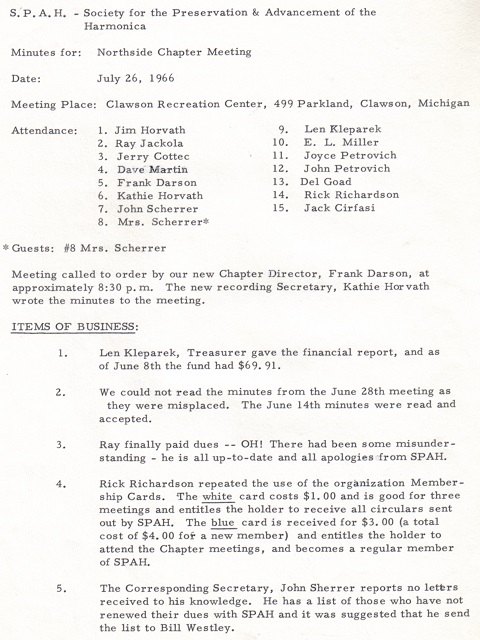 S.P.A.H. - Society for the Preservation & Advancement of the
Harmonica
Minutes for: Northside Chapter Meeting
Date: July 26, 1966
Meeting Place: Clawson Recreation Center, 499 Parkland, Clawson, Michigan
Attendance: 1. Jim Horvath 9. Len Kleparek
2. Ray Jackola 10. E. L. Miller
3. Jerry Cottec 11. Joyce Petrovich
4. Dave Martin 12. John Petrovich
5. Frank Darson 13. Del Goad
6. Kathie Horvath 14. Rick Richardson
7. John Scherrer 15. Jack Cirfasi
8. Mrs. Scherrer*
* Guests: #8 Mrs. Scherrer
Meeting called to order by our new Chapter Director, Frank Darson, at
approximately 8:30 p.m. The new recording Secretary, Kathie Horvath
wrote the minutes to the meeting.
ITEMS OF BUSINESS:
1. Len Kleparek, Treasurer gave the financial report, and as
of June 8th the fund had $69.91.
2. We could not read the minutes from the June 28th meeting as
they were misplaced. The June 14th minutes were read and
accepted.
3. Ray finally paid dues -- OH! There had been some misunder-
standing - he is all up-to-date and all apologies from SPAH.
4. Rick Richardson repeated the use of the organization Member-
ship Cards. The white card costs $1.00 and is good for three
meetings and entitles the holder to receive all circulars sent
out by SPAH. The blue card is received for $3.00 (a total
cost of $4.00 for a new member) and entitles the holder to
attend the Chapter meetings, and becomes a regular member
of SPAH.
5. The Corresponding Secretary, John Sherrer reports no letters
received to his knowledge. He has a list of those who have not
renewed their dues with SPAH and it was suggested that he send
the list to Bill Westley.